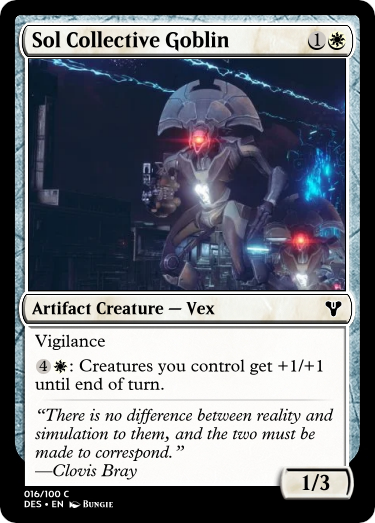 Sol Collective Goblin 1
Artifact Creature — Vex
Vigilance
4 : Creatures you control get +1/+1
until end of turn.
“There is no difference between reality and
simulation to them, and the two must be
made to correspond.”
—Clovis Bray
1/3
016/100 C
DES • EN Bungie